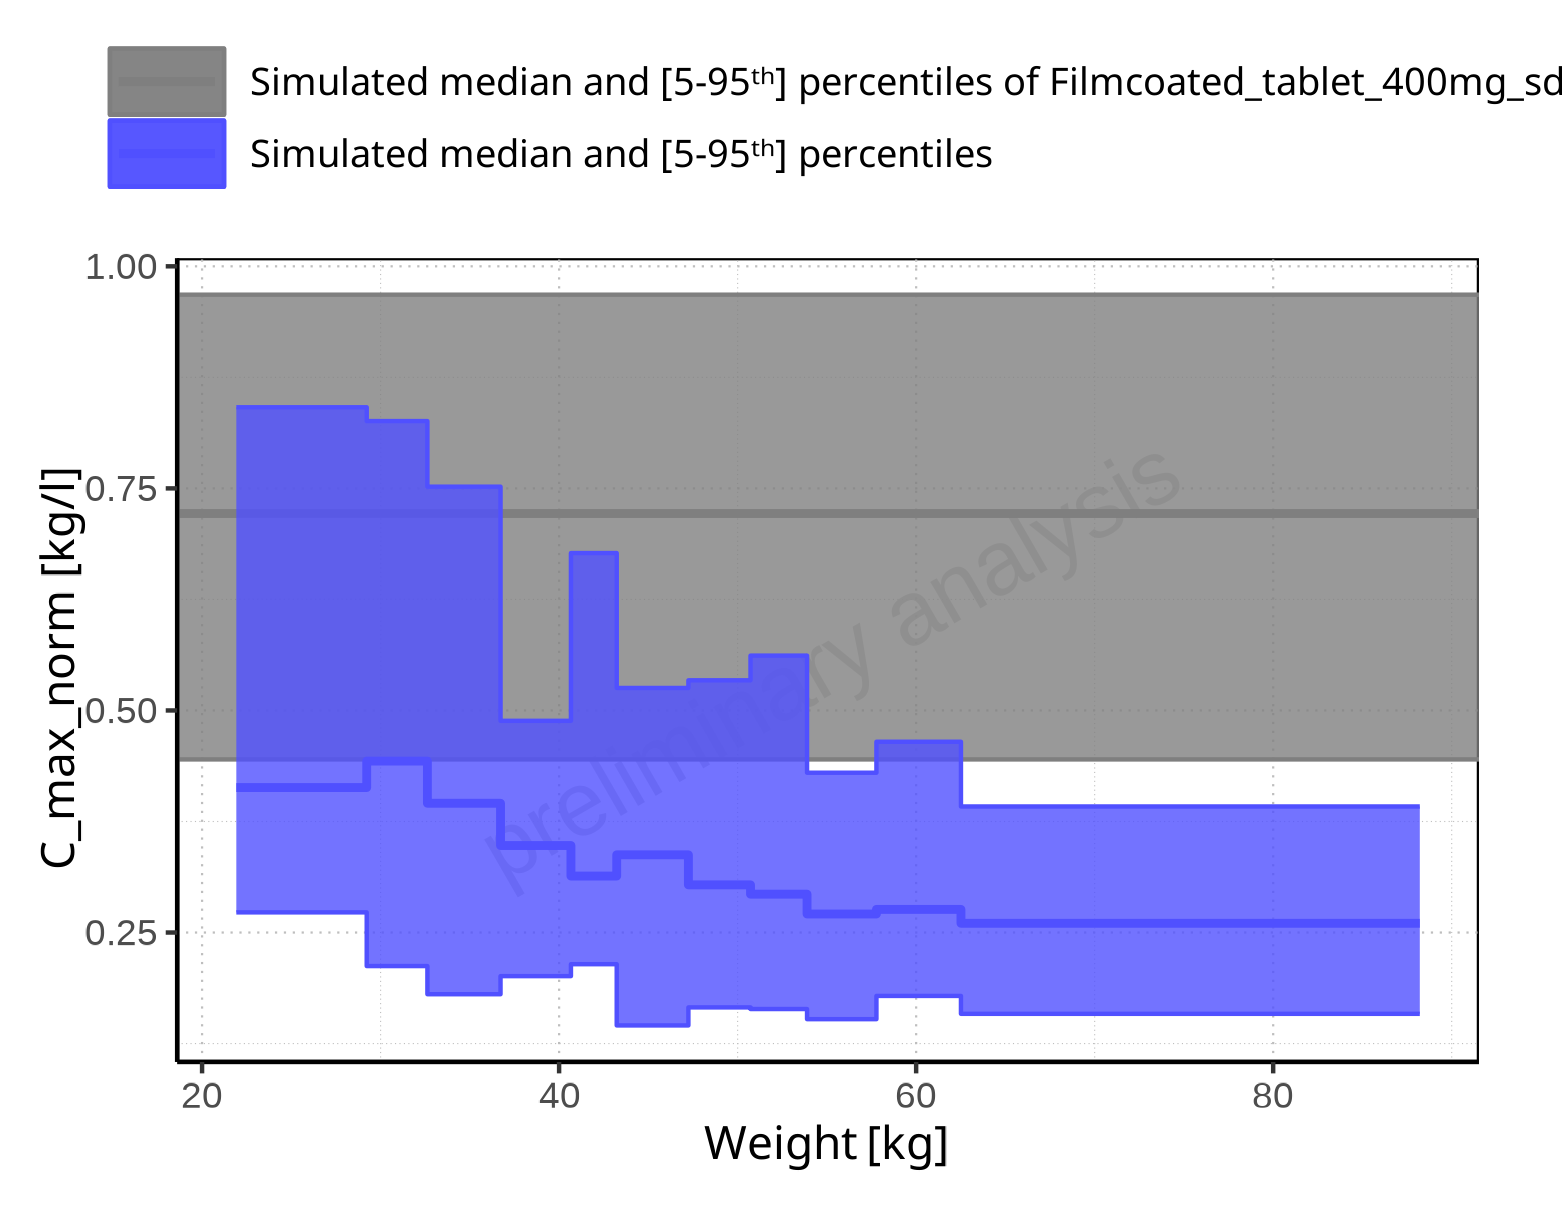 Simulated median and [5-95ᵗʰ] percentiles of Filmcoated_tablet_400mg_sd
Simulated median and [5-95ᵗʰ] percentiles
1.00
0.75
0.50
0.25
C_max_norm [kg/l]
preliminary analysis
20 40 60 80
Weight [kg]